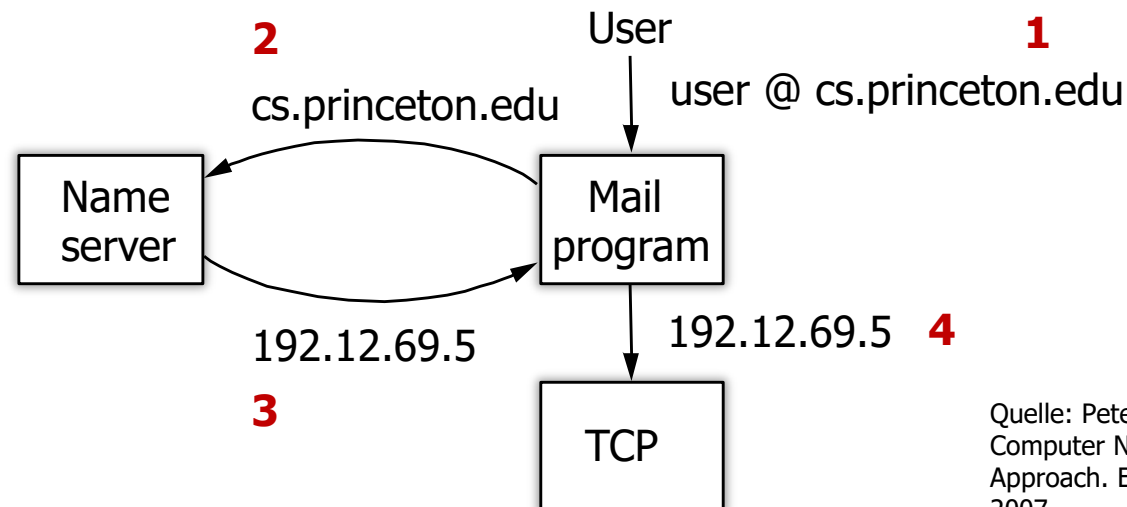 2
User
1
cs.princeton.edu
user @ cs.princeton.edu
Name
server
Mail
program
192.12.69.5
3
192.12.69.5 4
TCP
Quelle:
Computer
Approach.